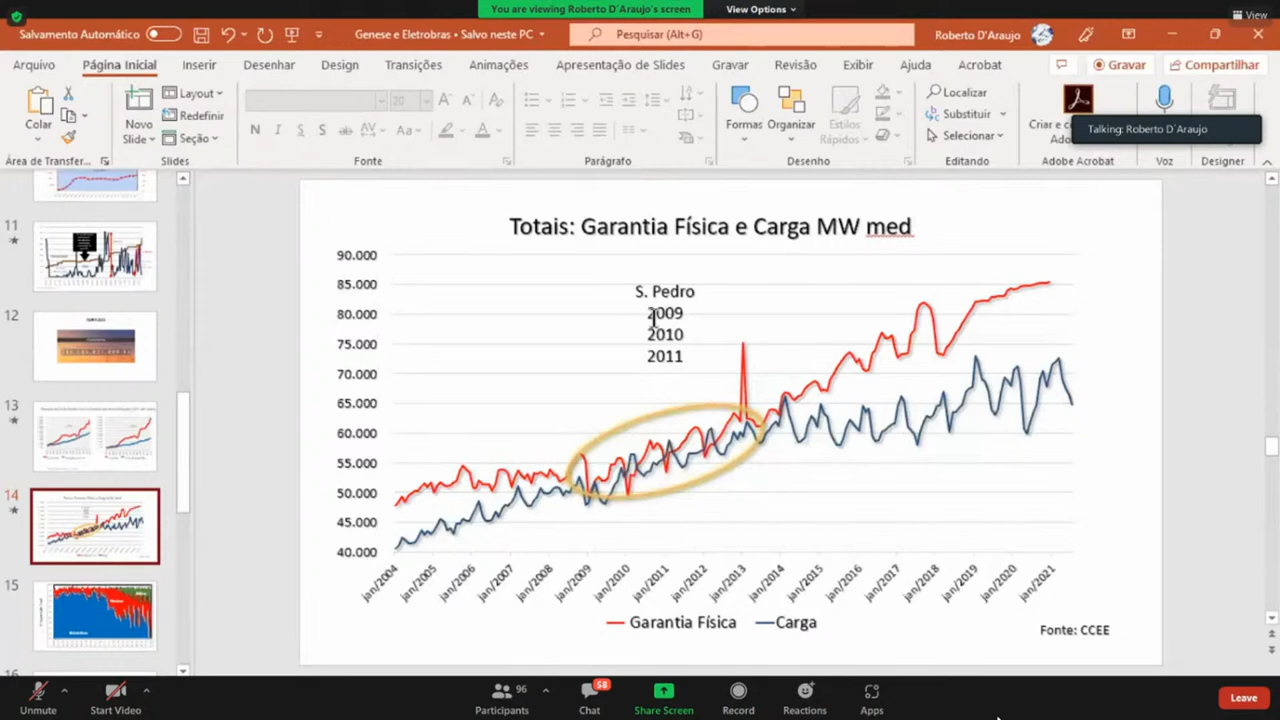 You are viewing Roberto D'Araujo's screen
View Options
View
Salvamento Automático
Genese e Eletrobras • Salvo neste PC
Pesquisar (Alt+G)
Roberto D'Araujo
Arquivo
Página Inicial
Inserir
Desenhar
Design
Transições
Animações
Apresentação de Slides
Gravar
Revisão
Exibir
Ajuda
Acrobat
Gravar
Compartilhar
Colar
Novo
Slide
Layout
Redefinir
Seção
20
N
I
S
S
ab
AV
Aa
A
Formas
Organizar
Estilos
Rápidos
Localizar
Substituir
Selecionar
Talking: Roberto D'Araujo
Área de Transfer...
Slides
Fonte
Parágrafo
Desenho
Editando
Adobe Acrobat
Voz
Designer
11
12
13
14
15
Totais: Garantia Física e Carga MW med
90.000
85.000
80.000
75.000
70.000
65.000
60.000
55.000
50.000
45.000
40.000
S. Pedro
2009
2010
2011
jan/2004
jan/2005
jan/2006
jan/2007
jan/2008
jan/2009
jan/2010
jan/2011
jan/2012
jan/2013
jan/2014
jan/2015
jan/2016
jan/2017
jan/2018
jan/2019
jan/2020
jan/2021
Garantia Física
Carga
Fonte: CCEE
Unmute
Start Video
96
Participants
58
Chat
Share Screen
Record
Reactions
Apps
Leave